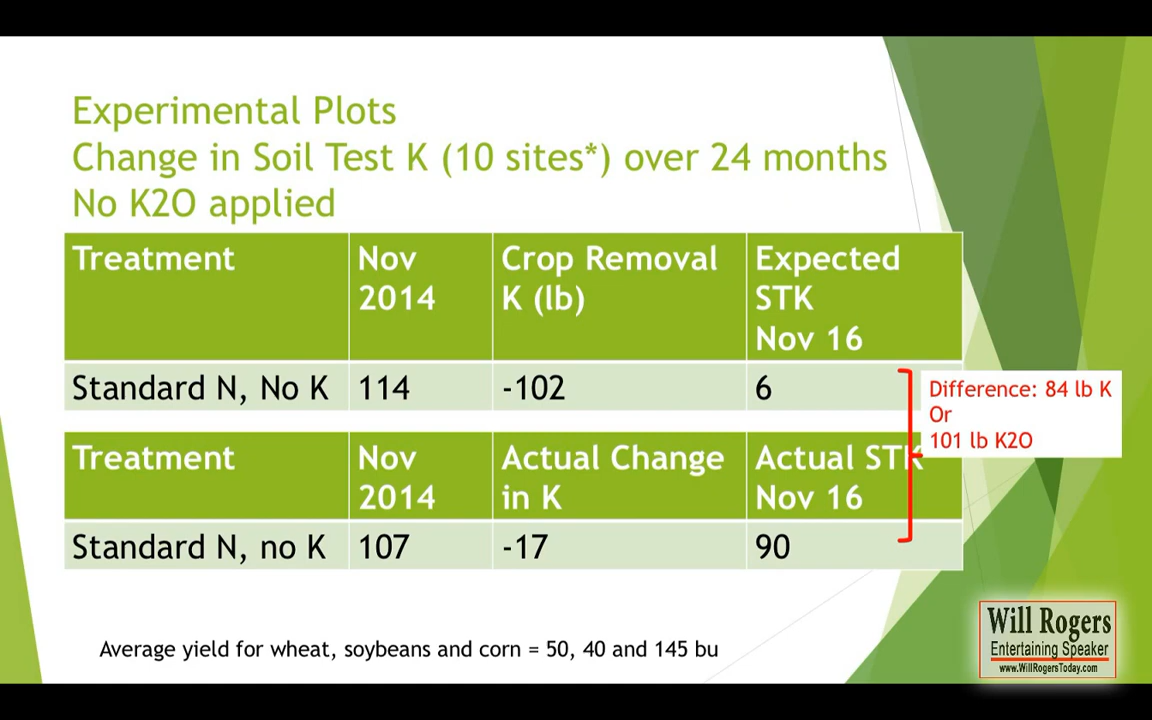 Experimental Plots
Change in Soil Test K (10 sites*) over 24 months
No K2O applied
Treatment
Nov
2014
Crop Removal
K (lb)
Expected
STK
Nov 16
Standard N, No K
114
-102
6
Difference: 84 lb K
Or
101 lb K2O
Treatment
Nov
2014
Actual Change
in K
Actual STK
Nov 16
Standard N, no K
107
-17
90
Average yield for wheat, soybeans and corn = 50, 40 and 145 bu
Will Rogers
Entertaining Speaker
www.WillRogersToday.com